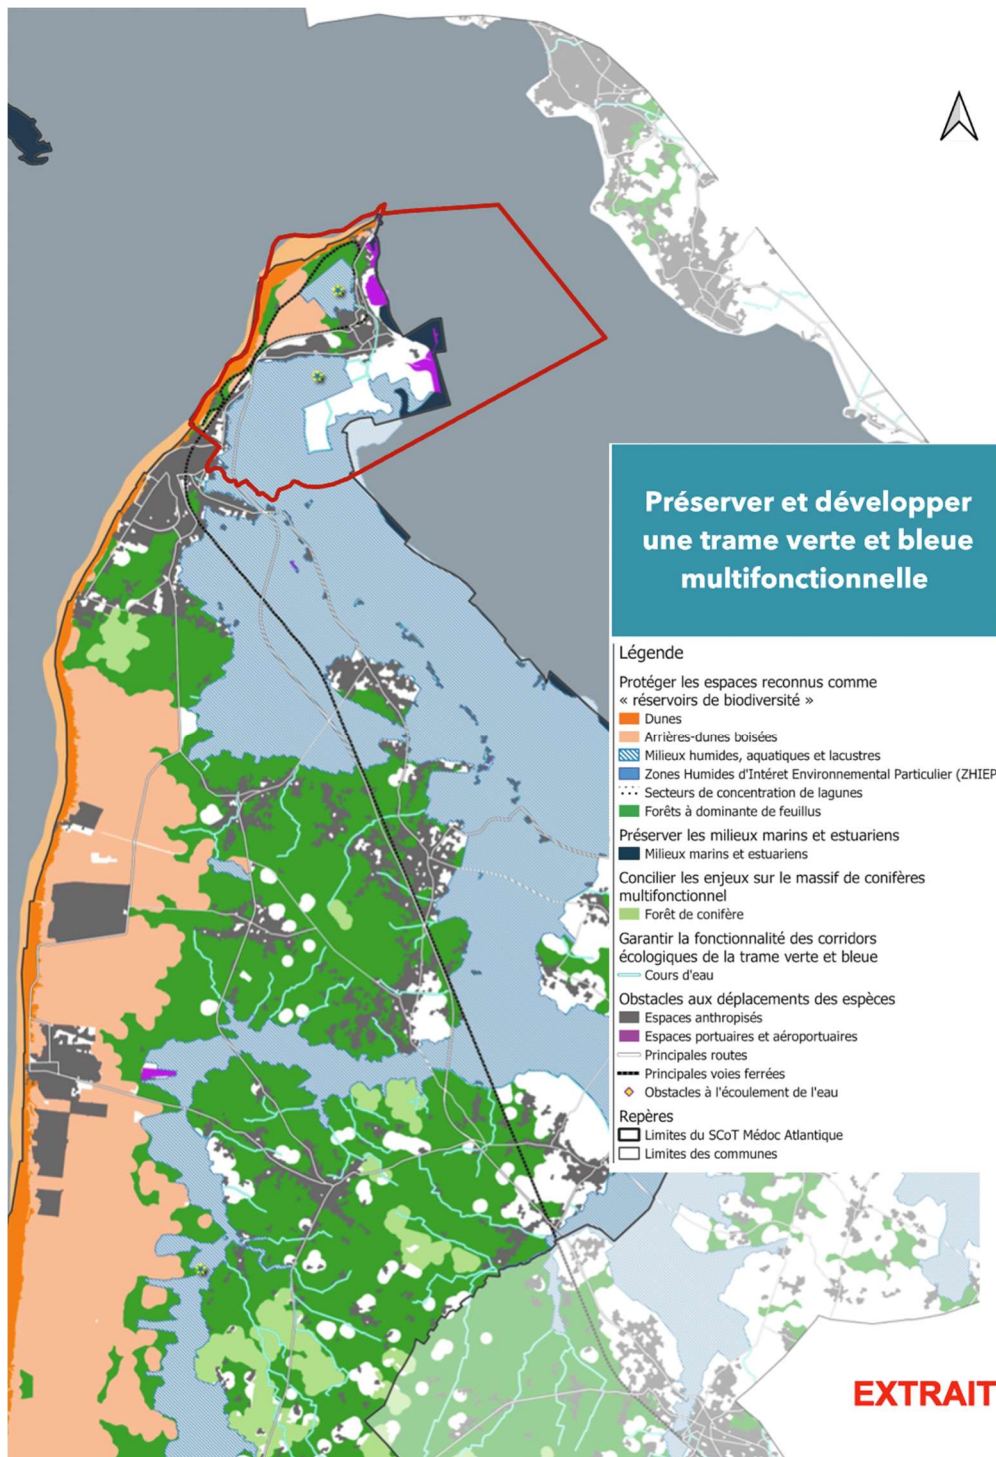 Préserver et développer
une trame verte et bleue
multifonctionnelle
Légende
Protéger les espaces reconnus comme
« réservoirs de biodiversité »
Dunes
Arrières-dunes boisées
Milieux humides, aquatiques et lacustres
Zones Humides d'Intéret Environnemental Particulier (ZHIEP
Secteurs de concentration de lagunes
Forêts à dominante de feuillus
Préserver les milieux marins et estuariens
Milieux marins et estuariens
Concilier les enjeux sur le massif de conifères
multifonctionnel
Forêt de conifère
Garantir la fonctionnalité des corridors
écologiques de la trame verte et bleue
Cours d'eau
Obstacles aux déplacements des espèces
Espaces anthropisés
Espaces portuaires et aéroportuaires
Principales routes
Principales voies ferrées
Obstacles à l'écoulement de l'eau
Repères
Limites du SCoT Médoc Atlantique
Limites des communes
EXTRAIT